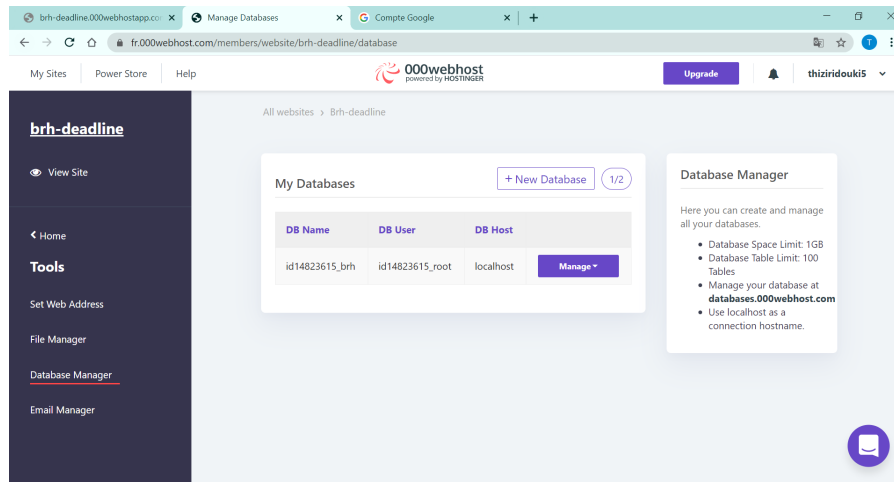 brh-deadline.000webhostapp.co
Manage Databases
Compte Google
fr.000webhost.com/members/website/brh-deadline/database
T
My Sites
Power Store
Help
000webhost
powered by HOSTINGER
Upgrade
thiziridouki5
brh-deadline
View Site
Home
Tools
Set Web Address
File Manager
Database Manager
Email Manager
All websites > Brh-deadline
My Databases
+ New Database
1/2
DB Name DB User DB Host
id14823615_brh id14823615_root localhost Manage
Database Manager
Here you can create and manage
all your databases.
• Database Space Limit: 1GB
• Database Table Limit: 100
Tables
• Manage your database at
databases.000webhost.com
• Use localhost as a
connection hostname.